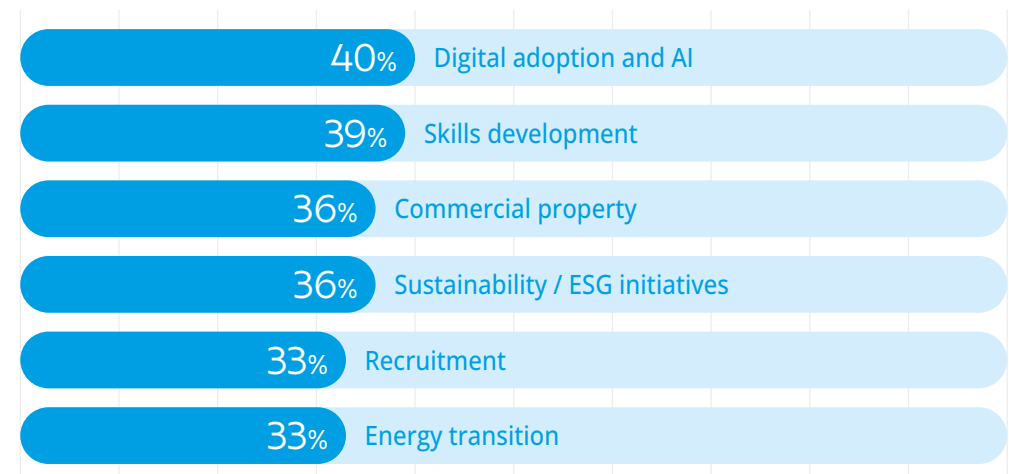 40% Digital adoption and AI
39% Skills development
36% Commercial property
36% Sustainability / ESG initiatives
33% Recruitment
33% Energy transition